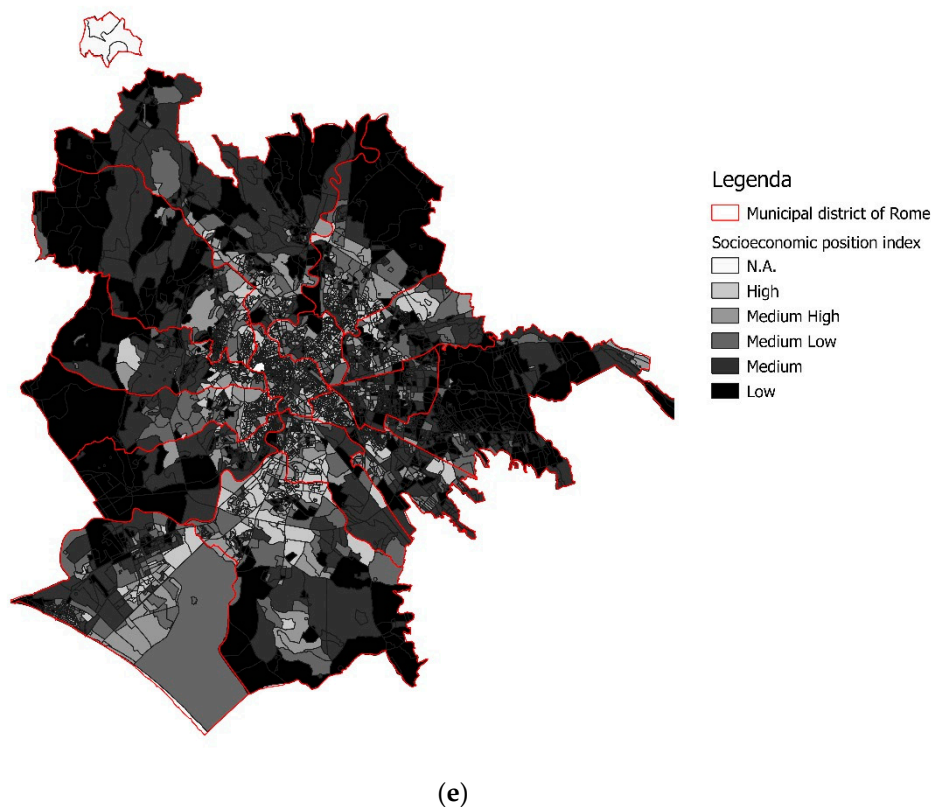 Legenda
Municipal district of Rome
Socioeconomic position index
N.A.
High
Medium High
Medium Low
Medium
Low
(e)